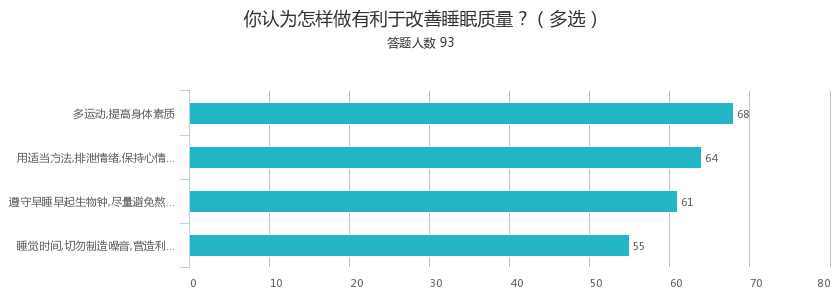 你认为怎样做有利于改善睡眠质量？（多选）
答题人数 93
多运动,提高身体素质
68
用适当方法,排泄情绪,保持心情...
64
遵守早睡早起生物钟,尽量避免熬...
61
睡觉时间,切勿制造噪音,营造利...
55
0 10 20 30 40 50 60 70 80